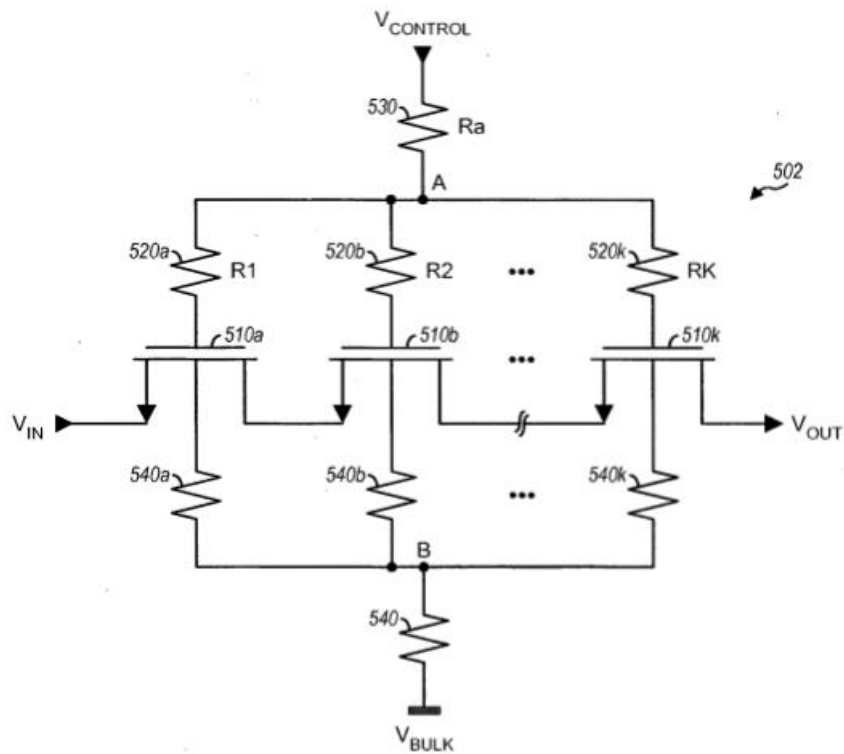 VCONTROL
530
Ra
A
502
520a
R1
520b
R2
...
520k
RK
510a
510b
...
510k
VIN
VOUT
540a
540b
...
540k
B
540
VBULK